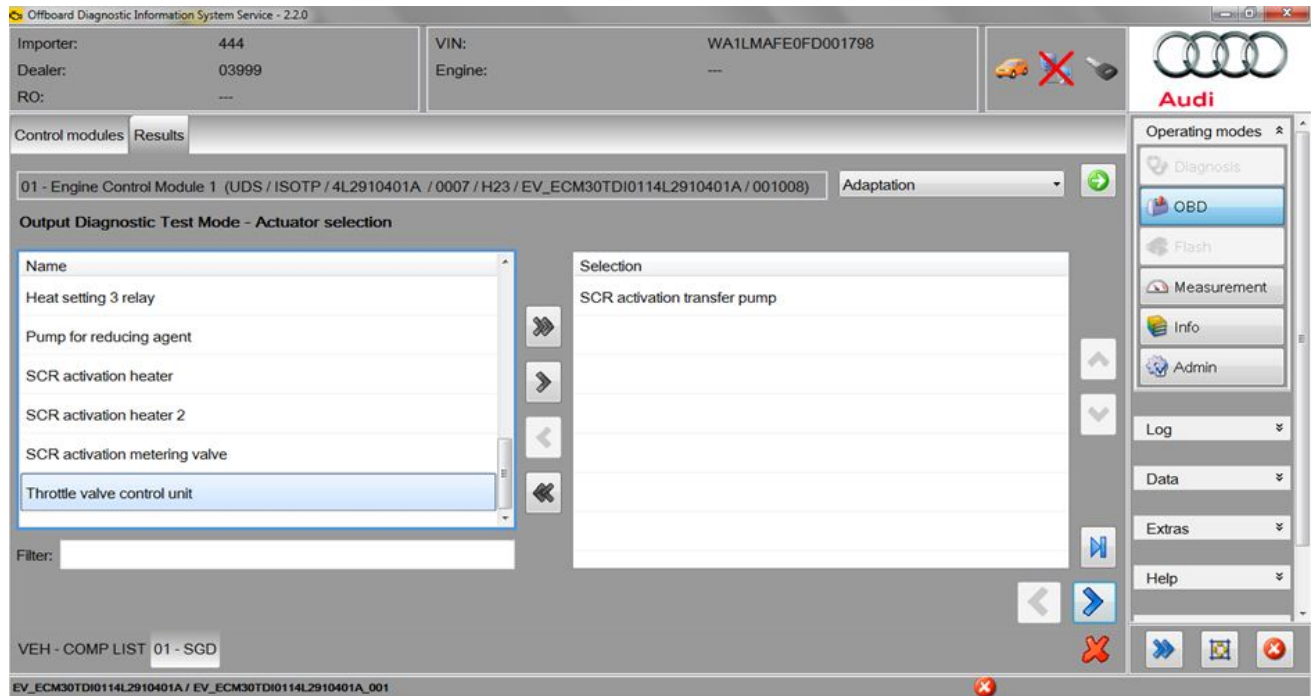 Offboard Diagnostic Information System Service - 2.2.0
Importer: 444
Dealer: 03999
RO: ---
VIN: WA1LMAFE0FD001798
Engine: ---
Audi
Control modules Results
01 - Engine Control Module 1 (UDS / ISOTP / 4L2910401A / 0007 / H23 / EV_ECM30TDI0114L2910401A / 001008)
Adaptation
Output Diagnostic Test Mode - Actuator selection
Name
Heat setting 3 relay
Pump for reducing agent
SCR activation heater
SCR activation heater 2
SCR activation metering valve
Throttle valve control unit
Filter:
Selection
SCR activation transfer pump
Operating modes
Diagnosis
OBD
Flash
Measurement
Info
Admin
Log
Data
Extras
Help
VEH - COMP LIST 01 - SGD
EV_ECM30TDI0114L2910401A / EV_ECM30TDI0114L2910401A_001